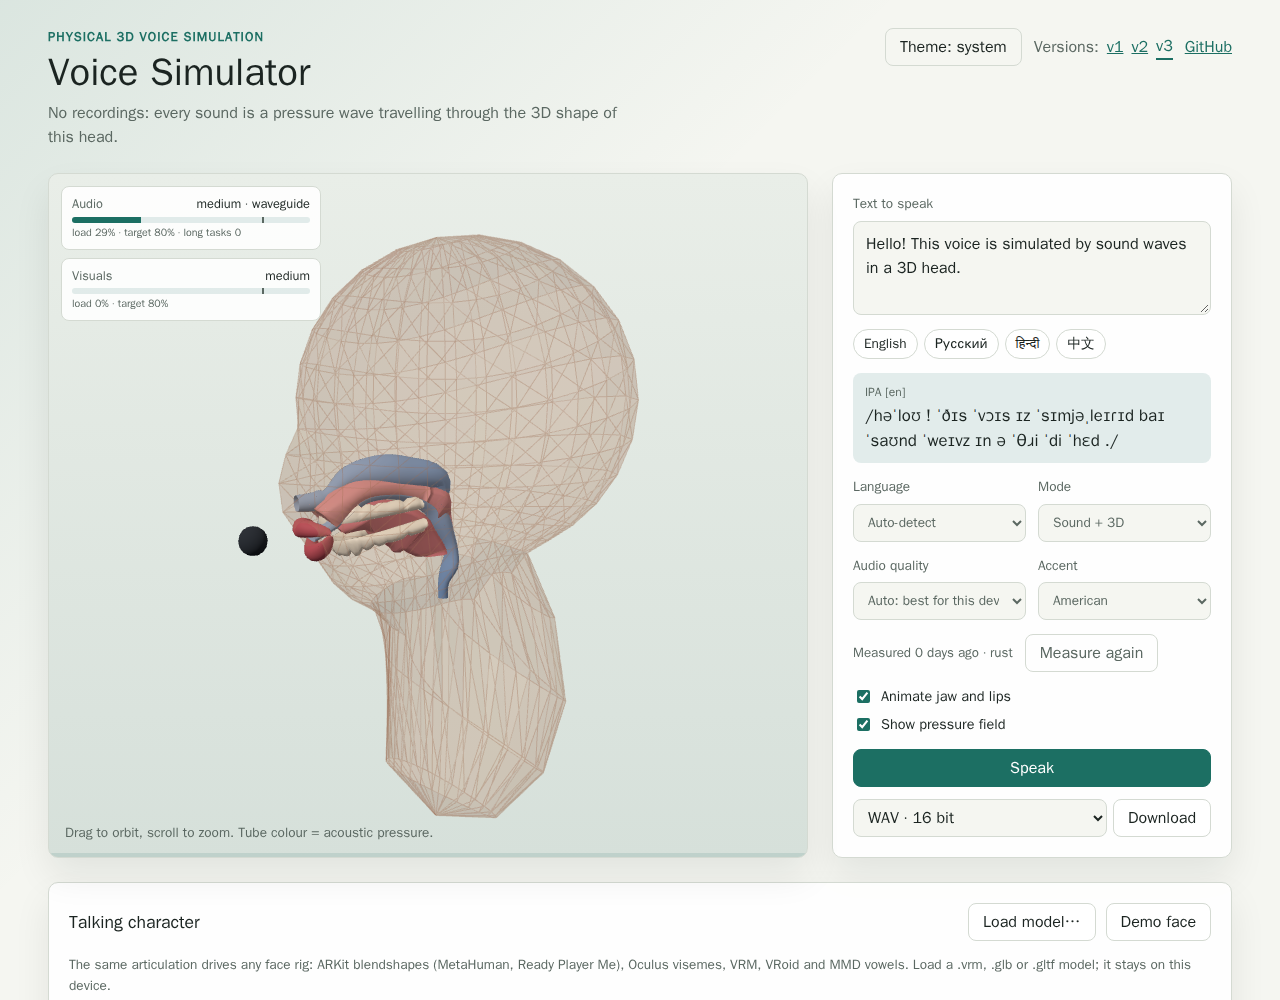 PHYSICAL 3D VOICE SIMULATION
Voice Simulator
No recordings: every sound is a pressure wave travelling through the 3D shape of
this head.
Theme: system
Versions: v1 v2 v3 GitHub
Audio
medium · waveguide
load 29% · target 80% · long tasks 0
Visuals
medium
load 0% · target 80%
Drag to orbit, scroll to zoom. Tube colour = acoustic pressure.
Text to speak
Hello! This voice is simulated by sound waves
in a 3D head.
English
Русский
हिन्दी
中文
IPA [en]
/həˈloʊ ! ˈðɪs ˈvɔɪs ɪz ˈsɪmjəˌleɪɾɪd baɪ
ˈsaʊnd ˈweɪvz ɪn ə ˈθɹi ˈdi ˈhɛd ./
Language
Mode
Auto-detect
Sound + 3D
Audio quality
Accent
Auto: best for this dev
American
Measured 0 days ago · rust
Measure again
Animate jaw and lips
Show pressure field
Speak
WAV · 16 bit
Download
Talking character
Load model···
Demo face
The same articulation drives any face rig: ARKit blendshapes (MetaHuman, Ready Player Me), Oculus visemes, VRM, VRoid and MMD vowels. Load a .vrm, .glb or .gltf model; it stays on this
device.